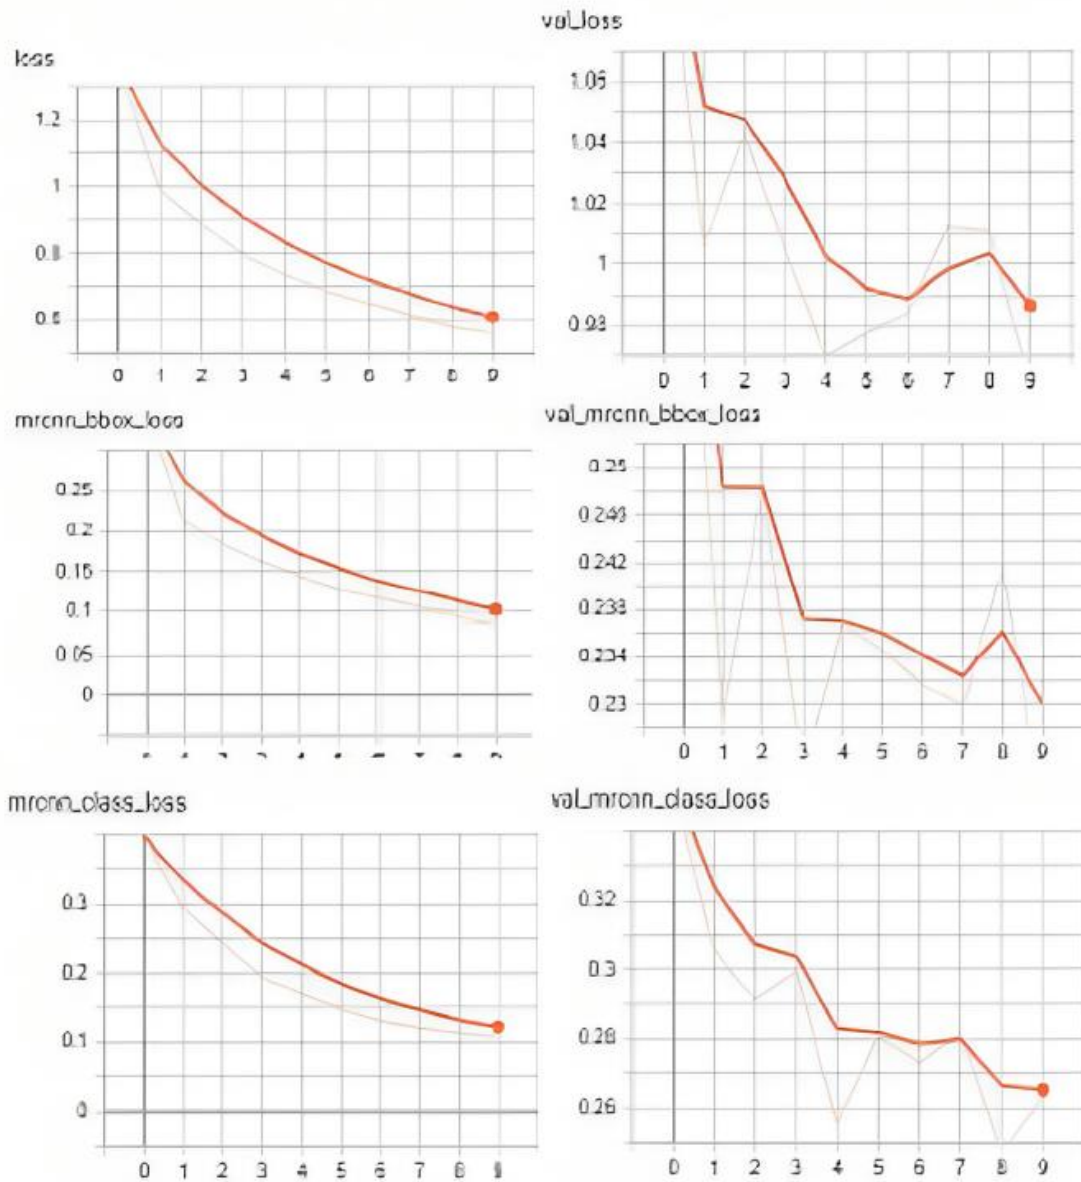 loss
1.2
1
0.8
0.6
0 1 2 3 4 5 6 7 8 9
val_loss
1.06
1.04
1.02
1
0.98
0 1 2 3 4 5 6 7 8 9
mrcnn_bbox_loss
0.25
0.2
0.15
0.1
0.05
0
val_mrcnn_bbox_loss
0.25
0.246
0.242
0.238
0.234
0.23
0 1 2 3 4 5 6 7 8 9
mrcnn_class_loss
0.3
0.2
0.1
0
0 1 2 3 4 5 6 7 8 9
val_mrcnn_class_loss
0.32
0.3
0.28
0.26
0 1 2 3 4 5 6 7 8 9